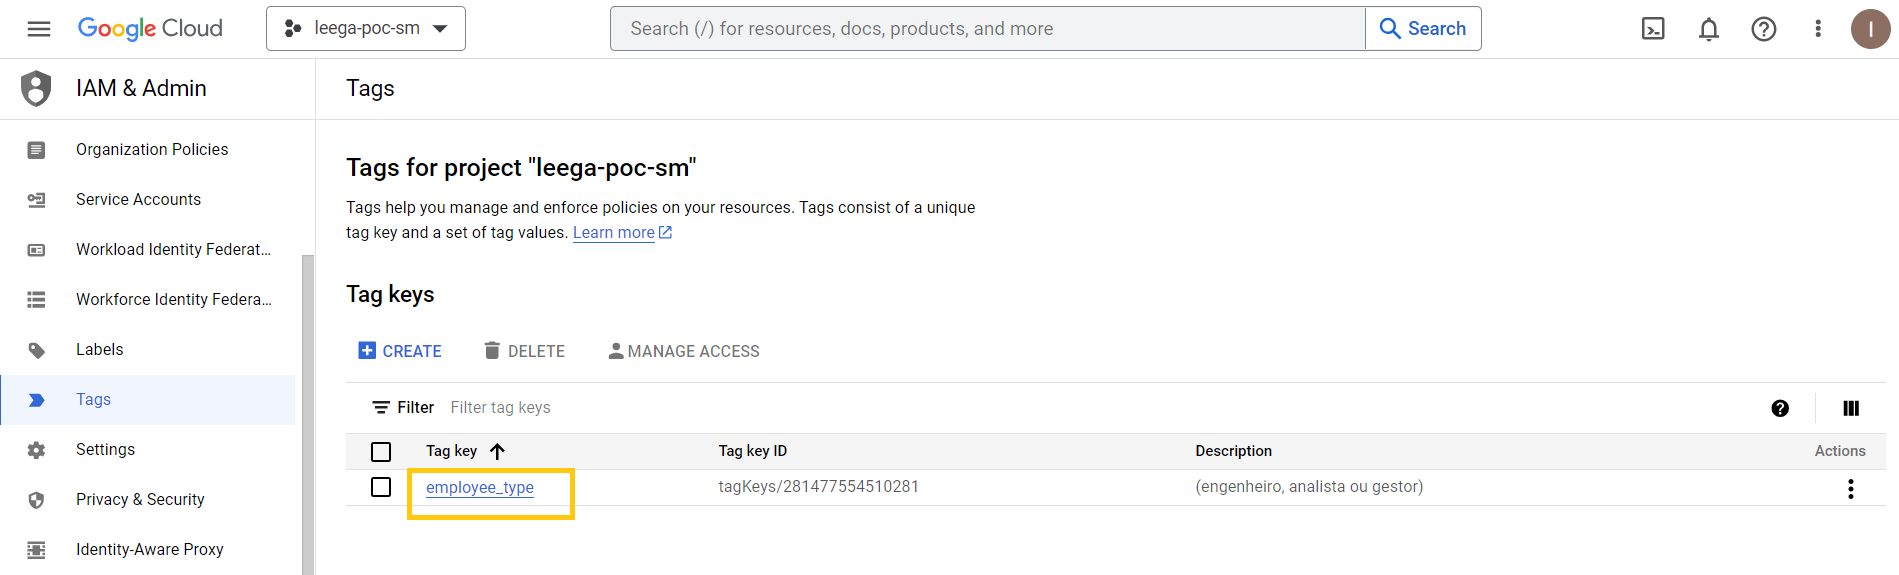 Google Cloud
leega-poc-sm
Search (/) for resources, docs, products, and more
Search
I
IAM & Admin
Tags
Organization Policies
Service Accounts
Workload Identity Federat...
Workforce Identity Federa...
Labels
Tags
Settings
Privacy & Security
Identity-Aware Proxy
Tags for project "leega-poc-sm"
Tags help you manage and enforce policies on your resources. Tags consist of a unique
tag key and a set of tag values. Learn more
Tag keys
CREATE DELETE MANAGE ACCESS
Filter Filter tag keys
Tag key Tag key ID Description Actions
employee_type tagKeys/281477554510281 (engenheiro, analista ou gestor)